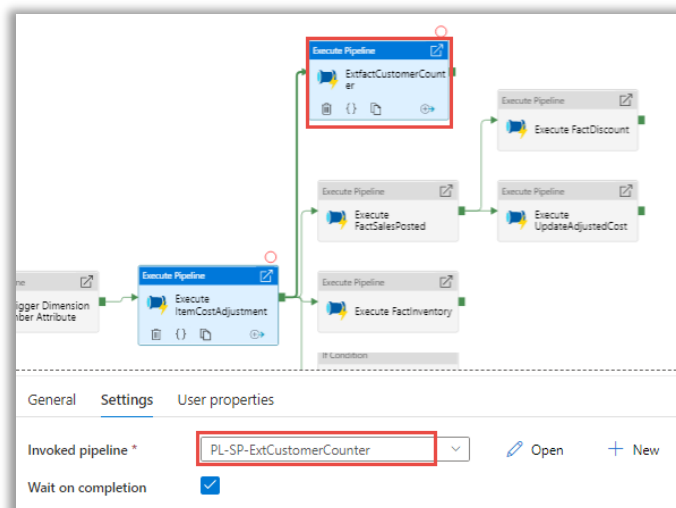 Execute Pipeline
ExtfactCustomerCount
er
Execute Pipeline
Execute FactDiscount
Execute Pipeline
Execute
FactSalesPosted
Execute Pipeline
Execute
UpdateAdjustedCost
ne
igger Dimension
nber Attribute
Execute Pipeline
Execute
ItemCostAdjustment
Execute Pipeline
Execute FactInventory
If Condition
General Settings User properties
Invoked pipeline * PL-SP-ExtCustomerCounter Open + New
Wait on completion